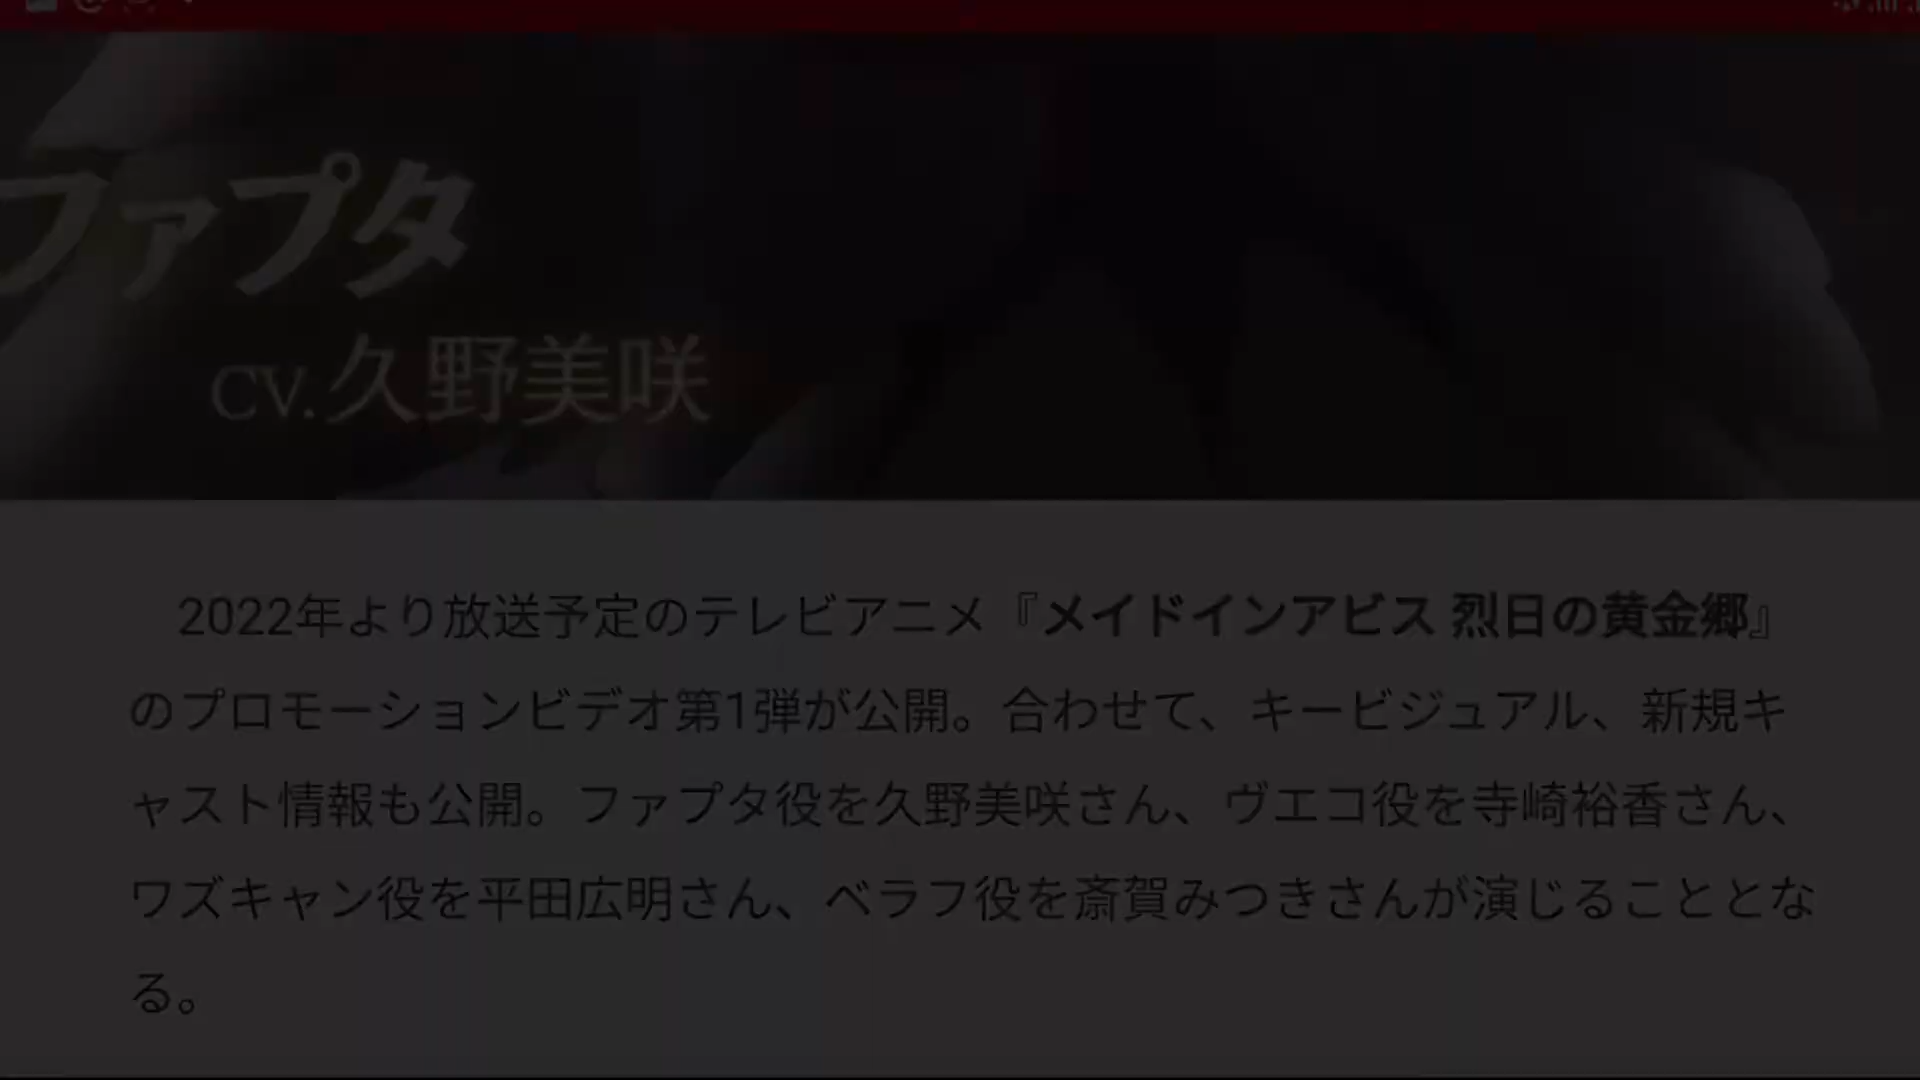 ファプタ
CV.久野美咲
2022年より放送予定のテレビアニメ『メイドインアビス 烈日の黄金郷』
のプロモーションビデオ第1弾が公開。合わせて、キービジュアル、新規キ
ャスト情報も公開。ファプタ役を久野美咲さん、ヴエコ役を寺崎裕香さん、
ワズキャン役を平田広明さん、ベラフ役を斎賀みつきさんが演じることとな
る。